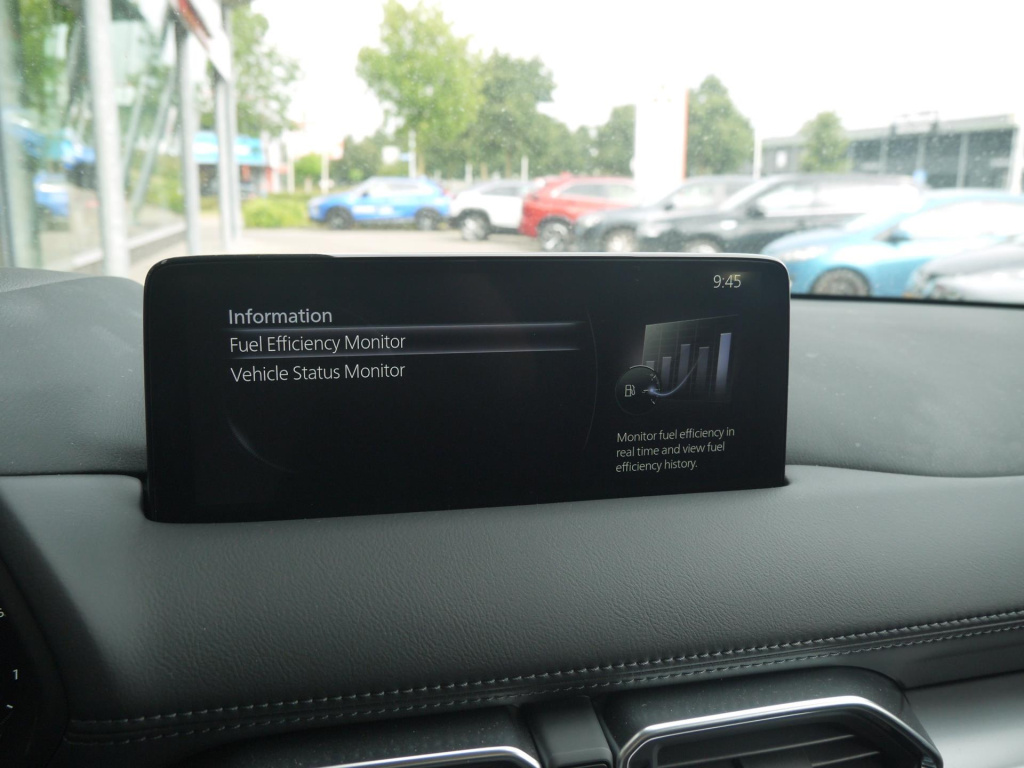 9:45
Information
Fuel Efficiency Monitor
Vehicle Status Monitor
Monitor fuel efficiency in
real time and view fuel
efficiency history.
1